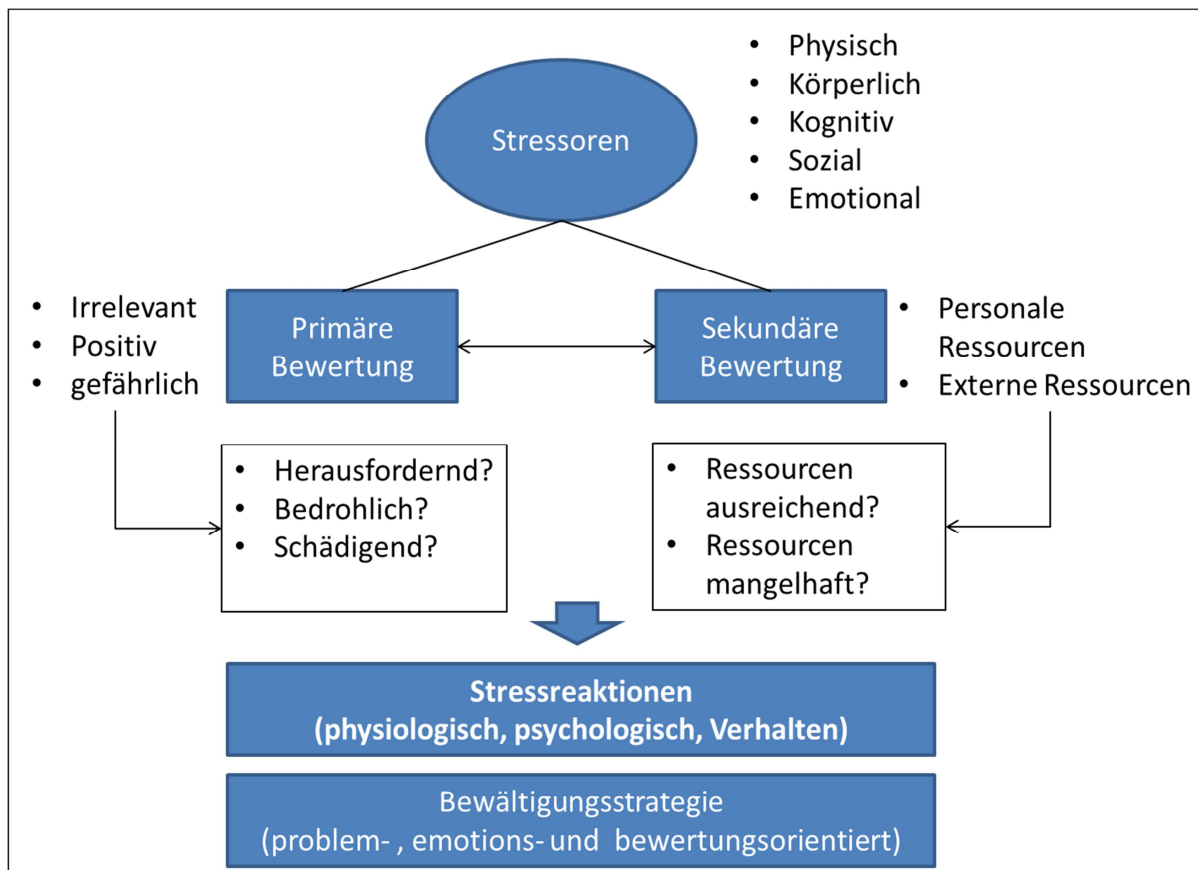 Stressoren
• Physisch
• Körperlich
• Kognitiv
• Sozial
• Emotional
• Irrelevant
• Positiv
• gefährlich
Primäre
Bewertung
Sekundäre
Bewertung
• Personale
Ressourcen
• Externe Ressourcen
• Herausfordernd?
• Bedrohlich?
• Schädigend?
• Ressourcen
ausreichend?
• Ressourcen
mangelhaft?
Stressreaktionen
(physiologisch, psychologisch, Verhalten)
Bewältigungsstrategie
(problem- , emotions- und bewertungsorientiert)